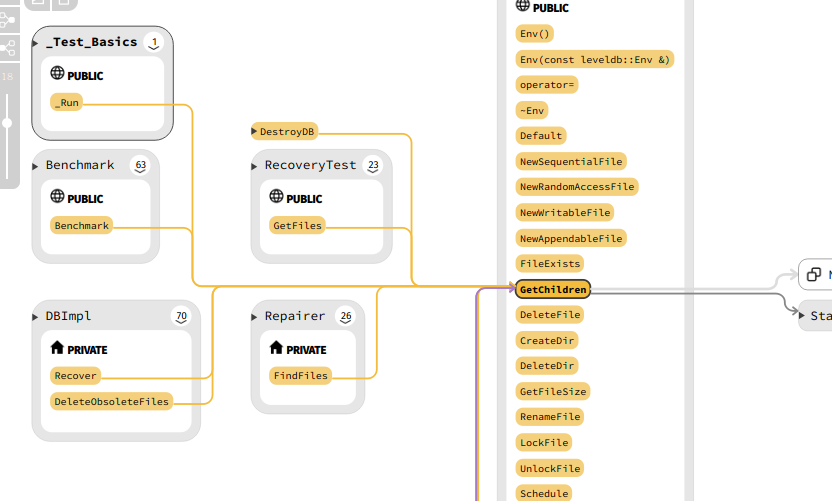 18
_Test_Basics 1
PUBLIC
_Run
Benchmark 63
PUBLIC
Benchmark
DBImpl 70
PRIVATE
Recover
DeleteObsoleteFiles
DestroyDB
RecoveryTest 23
PUBLIC
GetFiles
Repairer 26
PRIVATE
FindFiles
PUBLIC
Env()
Env(const leveldb::Env &)
operator=
~Env
Default
NewSequentialFile
NewRandomAccessFile
NewWritableFile
NewAppendableFile
FileExists
GetChildren
DeleteFile
CreateDir
DeleteDir
GetFileSize
RenameFile
LockFile
UnlockFile
Schedule
Sta